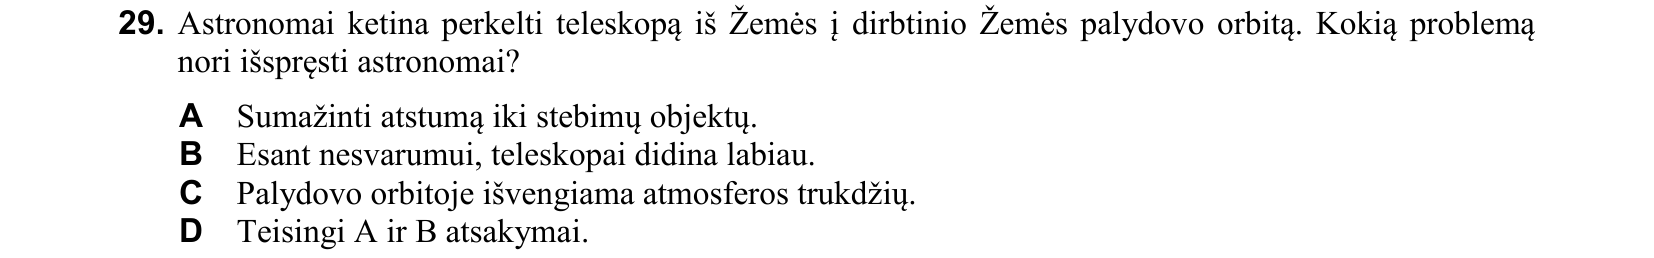 29. Astronomai ketina perkelti teleskopą iš Žemės į dirbtinio Žemės palydovo orbitą. Kokią problemą
nori išspręsti astronomai?
A Sumažinti atstumą iki stebimų objektų.
B Esant nesvarumui, teleskopai didina labiau.
C Palydovo orbitoje išvengiama atmosferos trukdžių.
D Teisingi A ir B atsakymai.